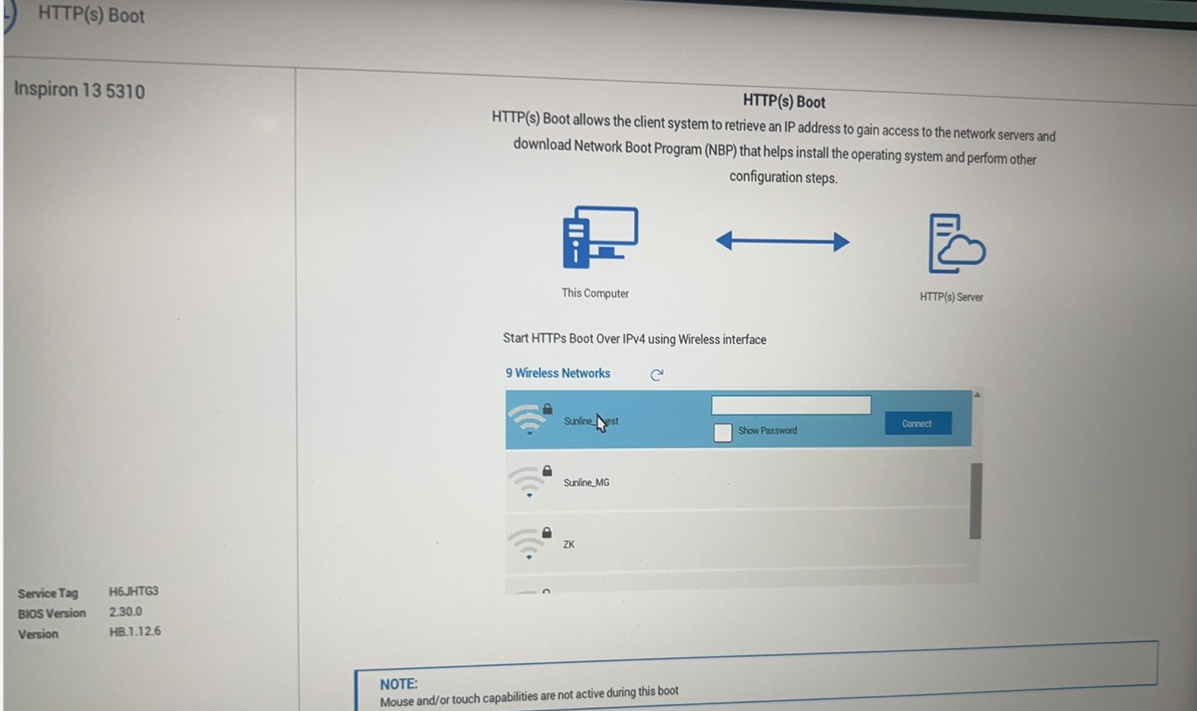 HTTP(s) Boot
Inspiron 13 5310
HTTP(s) Boot
HTTP(s) Boot allows the client system to retrieve an IP address to gain access to the network servers and
download Network Boot Program (NBP) that helps install the operating system and perform other
configuration steps.
This Computer
HTTP(s) Server
Start HTTPs Boot Over IPv4 using Wireless interface
9 Wireless Networks
Show Password
Connect
Sunline_MG
ZK
Service Tag H6JHTG3
BIOS Version 2.30.0
Version HB.1.12.6
NOTE:
Mouse and/or touch capabilities are not active during this boot